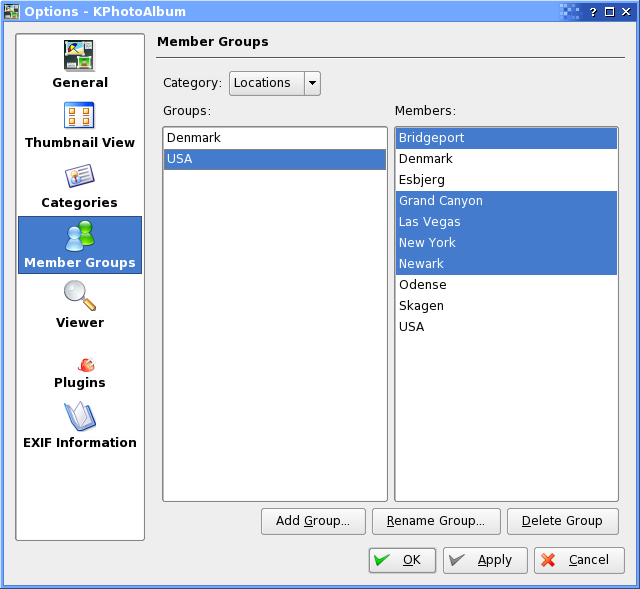 Options - KPhotoAlbum
?
General
Thumbnail View
Categories
Member Groups
Viewer
Plugins
EXIF Information
Member Groups
Category: Locations
Groups:
Denmark
USA
Members:
Bridgeport
Denmark
Esbjerg
Grand Canyon
Las Vegas
New York
Newark
Odense
Skagen
USA
Add Group... Rename Group... Delete Group
OK Apply Cancel